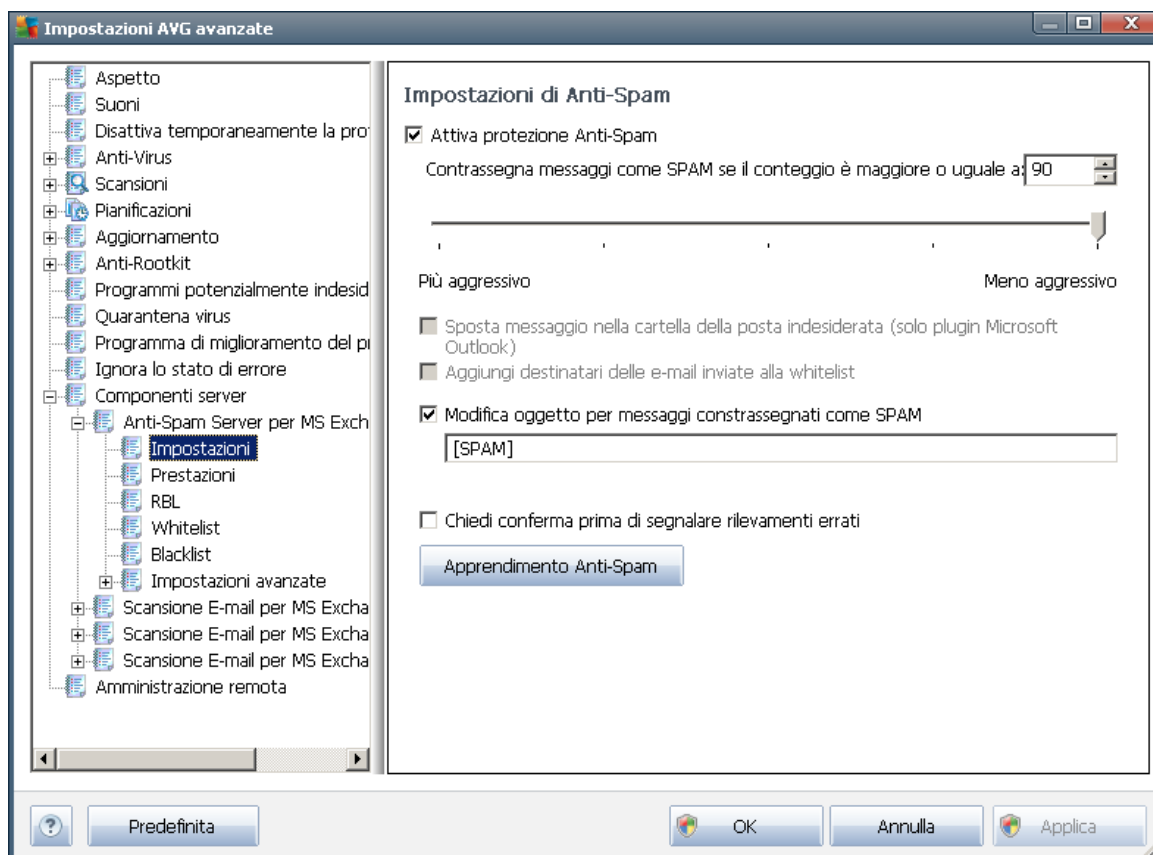 Impostazioni AVG avanzate
Aspetto
Suoni
Disattiva temporaneamente la pro
Anti-Virus
Scansioni
Pianificazioni
Aggiornamento
Anti-Rootkit
Programmi potenzialmente indesid
Quarantena virus
Programma di miglioramento del p
Ignora lo stato di errore
Componenti server
Anti-Spam Server per MS Exch
Impostazioni
Prestazioni
RBL
Whitelist
Blacklist
Impostazioni avanzate
Scansione E-mail per MS Excha
Scansione E-mail per MS Excha
Scansione E-mail per MS Excha
Amministrazione remota
Impostazioni di Anti-Spam
Attiva protezione Anti-Spam
Contrassegna messaggi come SPAM se il conteggio è maggiore o uguale a: 90
Più aggressivo Meno aggressivo
Sposta messaggio nella cartella della posta indesiderata (solo plugin Microsoft
Outlook)
Aggiungi destinatari delle e-mail inviate alla whitelist
Modifica oggetto per messaggi constrassegnati come SPAM
[SPAM]
Chiedi conferma prima di segnalare rilevamenti errati
Apprendimento Anti-Spam
? Predefinita OK Annulla Applica